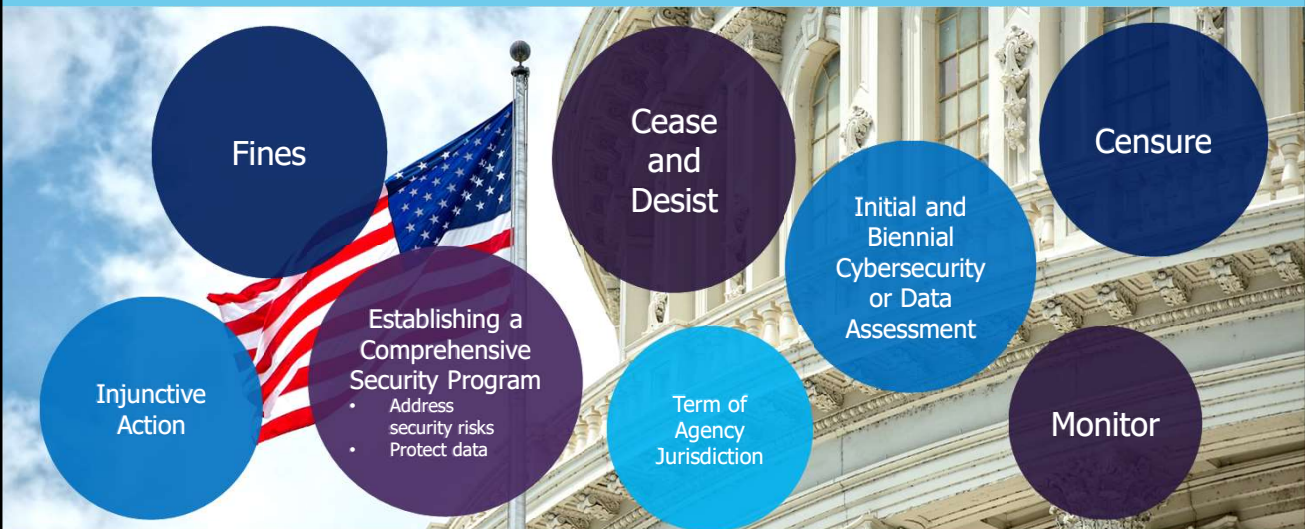 Fines
Cease
and
Desist
Censure
Initial and
Biennial
Cybersecurity
or Data
Assessment
Injunctive
Action
Establishing a
Comprehensive
Security Program
• Address
security risks
• Protect data
Term of
Agency
Jurisdiction
Monitor